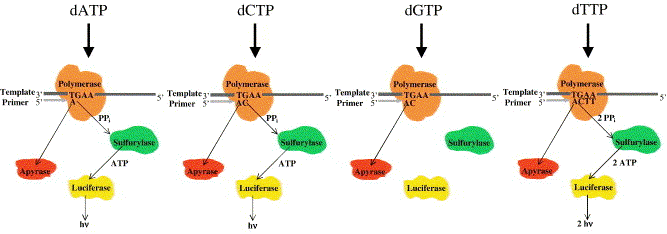 dATP
dCTP
dGTP
dTTP
Polymerase
Template 3' TGAA 5'
Primer 5' A
PPi
Sulfurylase
ATP
Apyrase
Luciferase
hν
Polymerase
Template 3' TGAA 5'
Primer 5' AC
PPi
Sulfurylase
ATP
Apyrase
Luciferase
hν
Polymerase
Template 3' TGAA 5'
Primer 5' AC
Sulfurylase
Apyrase
Luciferase
Polymerase
Template 3' TGAA 5'
Primer 5' ACTT
2 PPi
Sulfurylase
2 ATP
Apyrase
Luciferase
2 hν